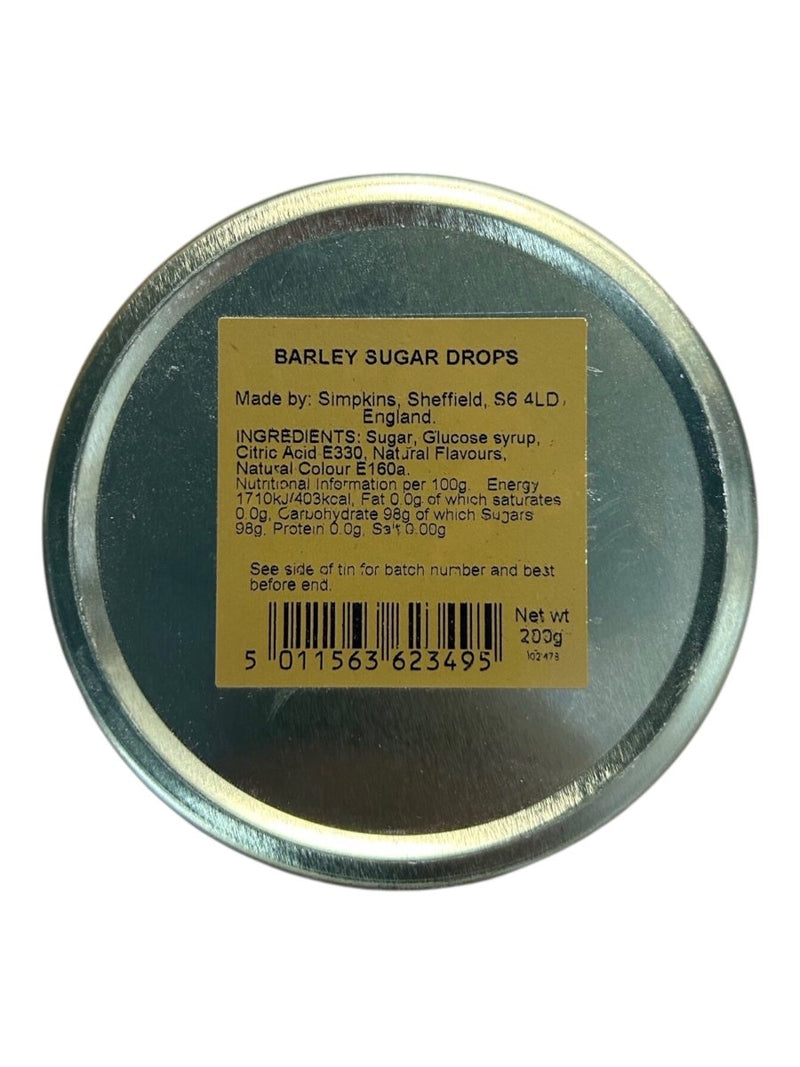 BARLEY SUGAR DROPS
Made by: Simpkins, Sheffield, S6 4LD,
England.
INGREDIENTS: Sugar, Glucose syrup,
Citric Acid E330, Natural Flavours,
Natural Colour E160a.
Nutritional Information per 100g. Energy
1710kJ/403kcal, Fat 0.0g of which saturates
0.0g, Carbohydrate 98g of which Sugars
98g, Protein 0.0g, Salt 0.00g
See side of tin for batch number and best
before end.
Net wt
200g
5 011563 623495